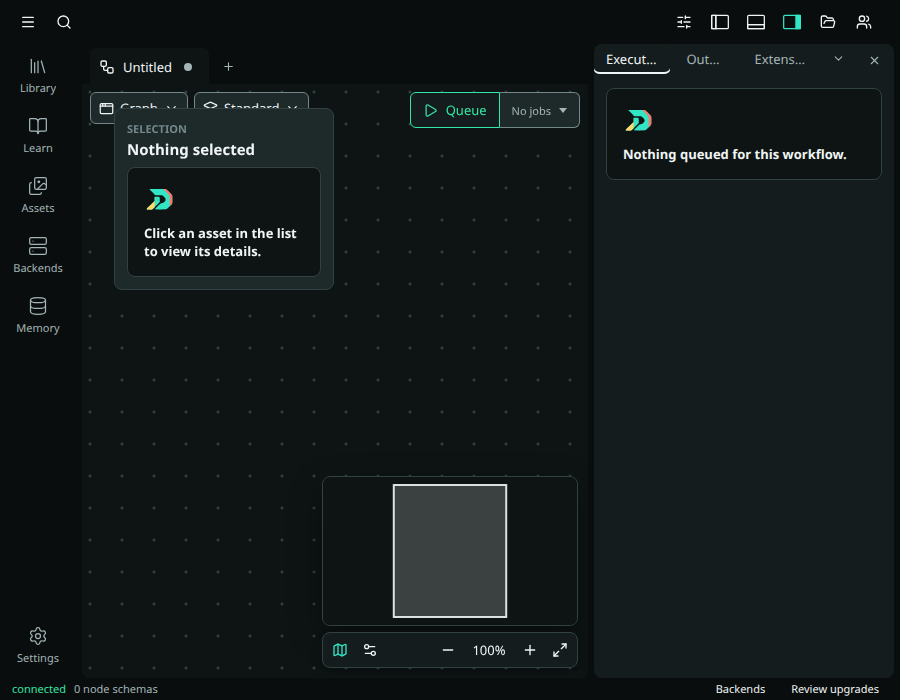 Untitled
Library
Learn
Assets
Backends
Memory
Settings
Graph
Standard
Queue
No jobs
SELECTION
Nothing selected
Click an asset in the list
to view its details.
100%
Execut...
Out...
Extens...
Nothing queued for this workflow.
connected
0 node schemas
Backends
Review upgrades